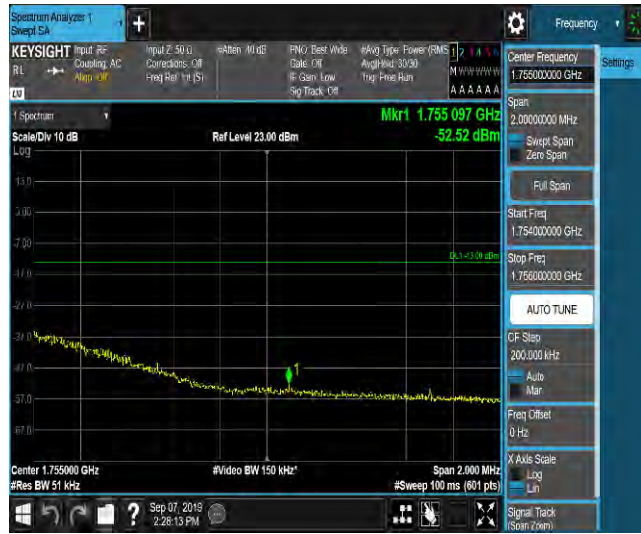 Spectrum Analyzer 1
Swept SA
+
Frequency
KEYSIGHT
Input: RF
Input Z: 50 Ω
#Atten: 40 dB
PNO: Best Wide
#Avg Type: Power (RMS
1 2 3 4 5 6
RL
Coupling: AC
Corrections: Off
Gate: Off
Avg|Hold: 30/30
M W W W W W
Align: Off
Freq Ref: Int (S)
IF Gain: Low
Trig: Free Run
Sig Track: Off
A A A A A A
LXI
1 Spectrum
Mkr1 1.755 097 GHz
Scale/Div 10 dB
Ref Level 23.00 dBm
-52.52 dBm
Log
13.0
3.00
-7.00
DL1 -13.00 dBm
-17.0
-27.0
-37.0
-47.0
1
-57.0
-67.0
Center 1.755000 GHz
#Video BW 150 kHz*
Span 2.000 MHz
#Res BW 51 kHz
#Sweep 100 ms (601 pts)
?
Sep 07, 2019
2:28:13 PM
Center Frequency
1.755000000 GHz
Settings
Span
2.00000000 MHz
Swept Span
Zero Span
Full Span
Start Freq
1.754000000 GHz
Stop Freq
1.756000000 GHz
AUTO TUNE
CF Step
200.000 kHz
Auto
Man
Freq Offset
0 Hz
X Axis Scale
Log
Lin
Signal Track
(Span Zoom)